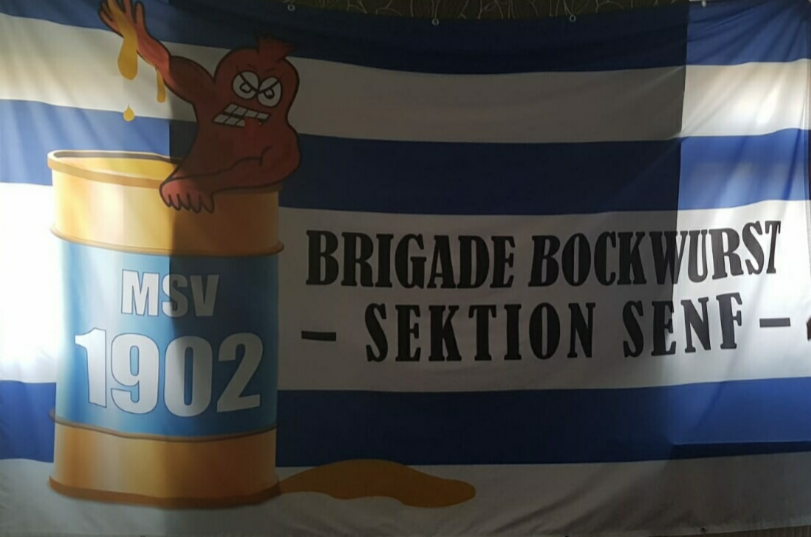 MSV
1902
BRIGADE BOCKWURST
– SEKTION SENF –